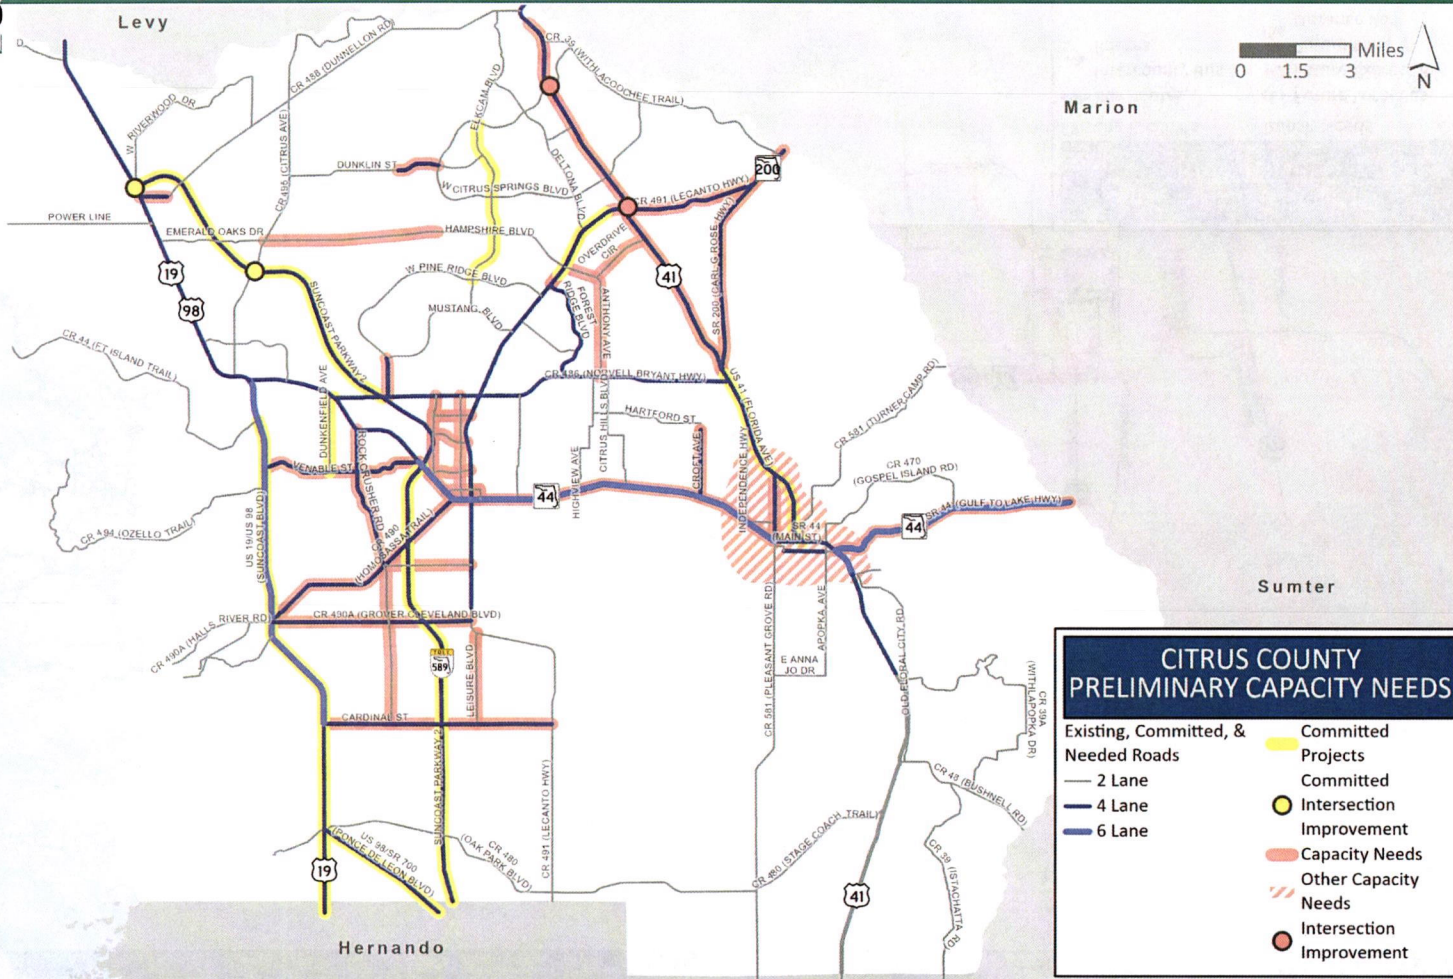 Levy
Marion
Miles
0 1.5 3
N
CR 39 (WITHLACOOCHEE TRAIL)
CR 488 (DUNNELLON RD)
W RIVERWOOD DR
ELKCAM BLVD
CR 495 (CITRUS AVE)
DUNKLIN ST
DELTONA BLVD
W CITRUS SPRINGS BLVD
200
CR 491 (LECANTO HWY)
POWER LINE
EMERALD OAKS DR
HAMPSHIRE BLVD
OVERDRIVE
CIR
SR 200 (CARL G ROSE HWY)
19
98
41
W PINE RIDGE BLVD
SUNCOAST PARKWAY 2
MUSTANG BLVD
FOREST
RIDGE BLVD
ANTHONY AVE
CR 44 (FT ISLAND TRAIL)
CR 486 (NORVELL BRYANT HWY)
US 41 (FLORIDA AVE)
DUNKENFIELD AVE
CITRUS HILLS BLVD
HARTFORD ST
CR 581 (TURNER CAMP RD)
ROCK CRUSHER RD
VENABLE ST
HIGHVIEW AVE
CROFT AVE
INDEPENDENCE HWY
CR 470
(GOSPEL ISLAND RD)
44
SR 44 (GULF TO LAKE HWY)
44
CR 494 (OZELLO TRAIL)
US 19/US 98
(SUNCOAST BLVD)
CR 490
(HOMOSASSA TRAIL)
SR 44
(MAIN ST)
CR 490A (HALLS RIVER RD)
CR 490A (GROVER CLEVELAND BLVD)
CR 581 (PLEASANT GROVE RD)
APOPKA AVE
OLD FLORAL CITY RD
Sumter
589
LEISURE BLVD
E ANNA
JO DR
CARDINAL ST
CR 39A
(WITHLAPOPKA DR)
SUNCOAST PARKWAY 2
CR 491 (LECANTO HWY)
CR 48 (BUSHNELL RD)
US 98/SR 700
(PONCE DE LEON BLVD)
CR 480
(OAK PARK BLVD)
CR 480 (STAGE COACH TRAIL)
CR 39 (ISTACHATTA RD)
19
41
Hernando
CITRUS COUNTY
PRELIMINARY CAPACITY NEEDS
Existing, Committed, &
Needed Roads
2 Lane
4 Lane
6 Lane
Committed
Projects
Committed
Intersection
Improvement
Capacity Needs
Other Capacity
Needs
Intersection
Improvement